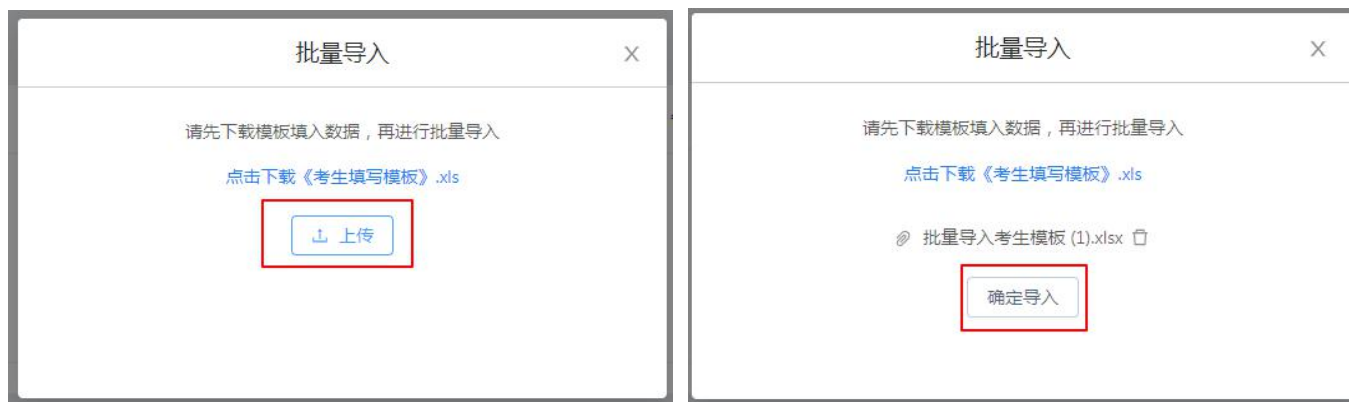 批量导入 X
请先下载模板填入数据，再进行批量导入
点击下载《考生填写模板》.xls
上传
批量导入 X
请先下载模板填入数据，再进行批量导入
点击下载《考生填写模板》.xls
批量导入考生模板 (1).xlsx
确定导入